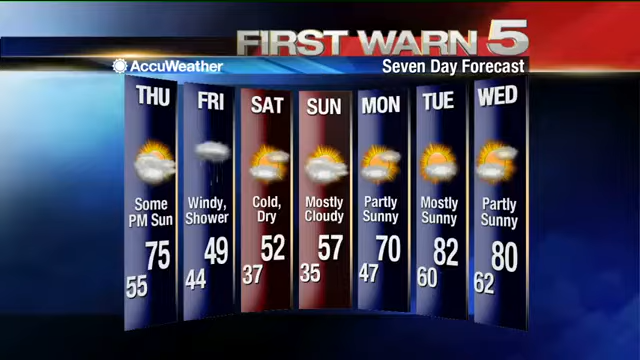 FIRST WARN 5
AccuWeather
Seven Day Forecast
THU
Some
PM Sun
75
55
FRI
Windy,
Shower
49
44
SAT
Cold,
Dry
52
37
SUN
Mostly
Cloudy
57
35
MON
Partly
Sunny
70
47
TUE
Mostly
Sunny
82
60
WED
Partly
Sunny
80
62